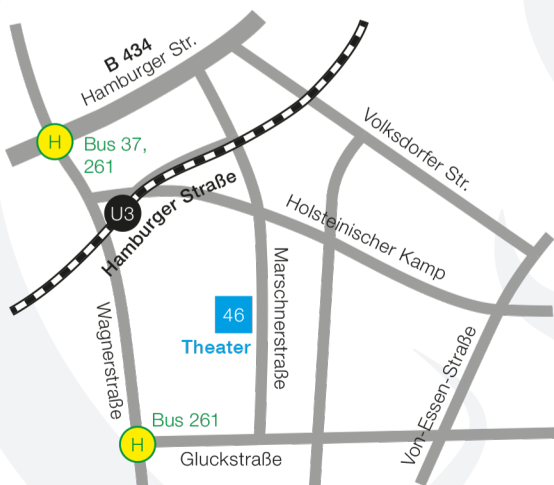 B 434
Hamburger Str.
H
Bus 37,
261
Volksdorfer Str.
U3
Hamburger Straße
Holsteinischer Kamp
Wagnerstraße
46
Theater
Marschnerstraße
Von-Essen-Straße
Bus 261
H
Gluckstraße